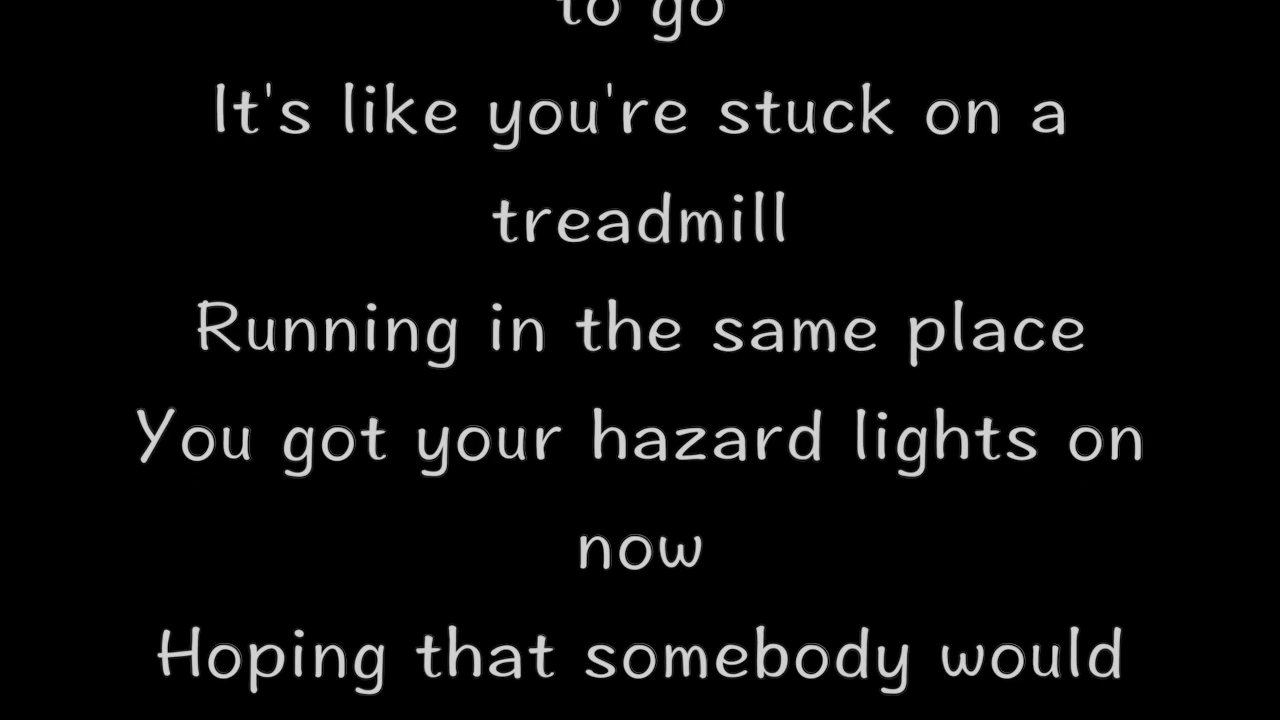 to go
It's like you're stuck on a
treadmill
Running in the same place
You got your hazard lights on
now
Hoping that somebody would